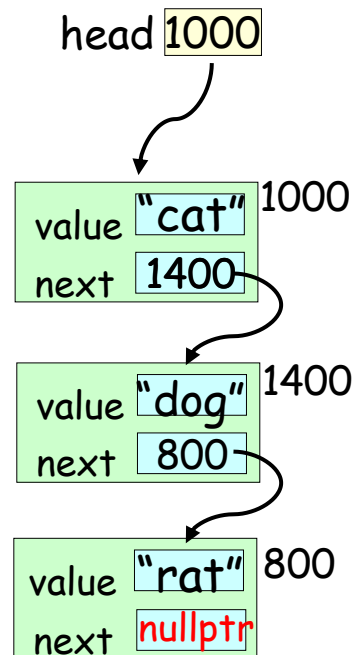 head 1000
1000
value "cat"
next 1400
1400
value "dog"
next 800
800
value "rat"
next nullptr